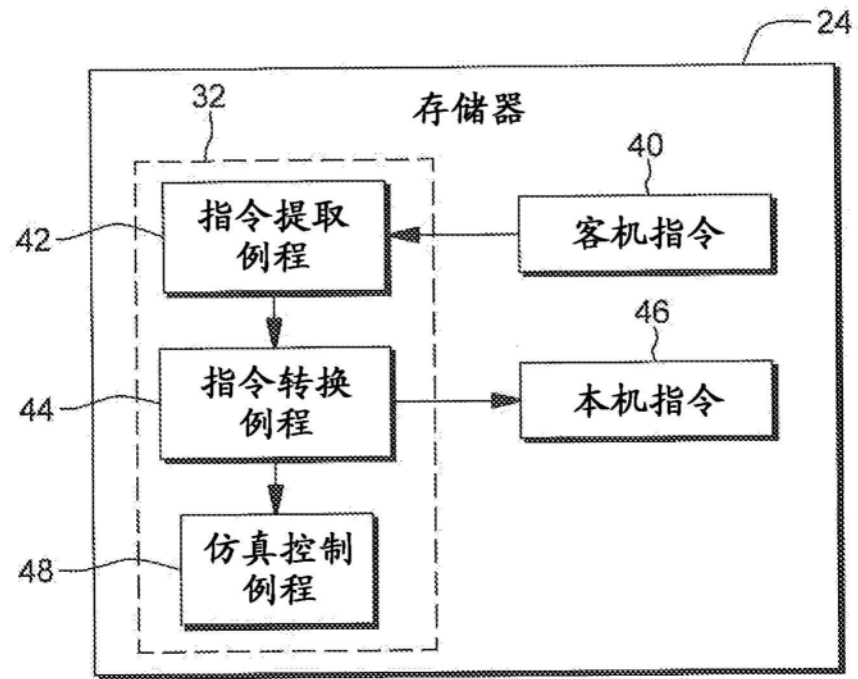 24
存储器
32
40
42
指令提取
例程
客机指令
46
44
指令转换
例程
本机指令
48
仿真控制
例程